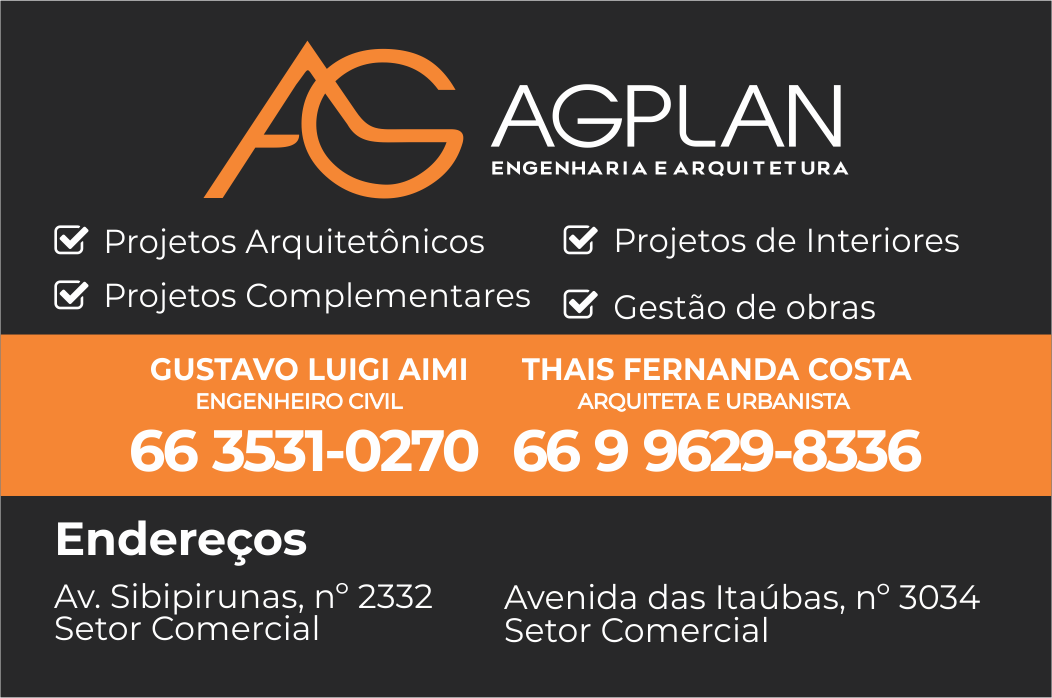 AG
AGPLAN
ENGENHARIA E ARQUITETURA
Projetos Arquitetônicos
Projetos Complementares
Projetos de Interiores
Gestão de obras
GUSTAVO LUIGI AIMI
ENGENHEIRO CIVIL
66 3531-0270
THAIS FERNANDA COSTA
ARQUITETA E URBANISTA
66 9 9629-8336
Endereços
Av. Sibipirunas, nº 2332
Setor Comercial
Avenida das Itaúbas, nº 3034
Setor Comercial